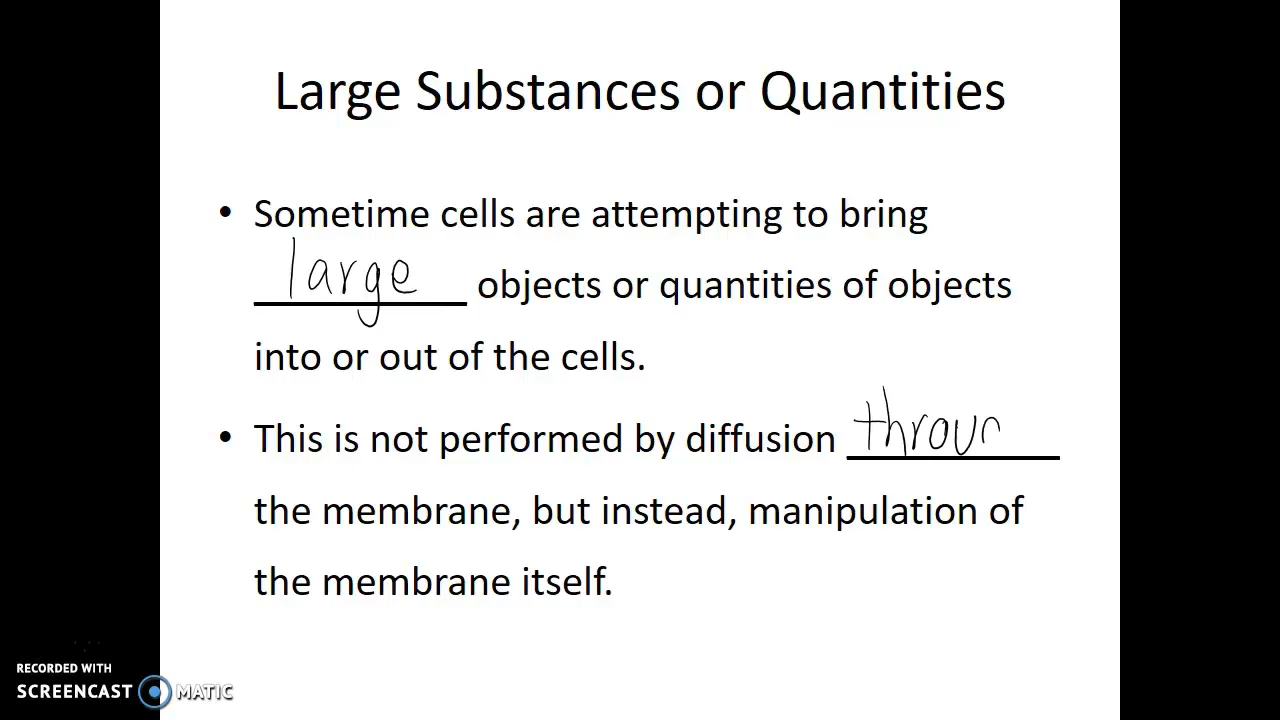 Large Substances or Quantities
• Sometime cells are attempting to bring
large objects or quantities of objects
into or out of the cells.
• This is not performed by diffusion throun
the membrane, but instead, manipulation of
the membrane itself.
RECORDED WITH
SCREENCAST MATIC